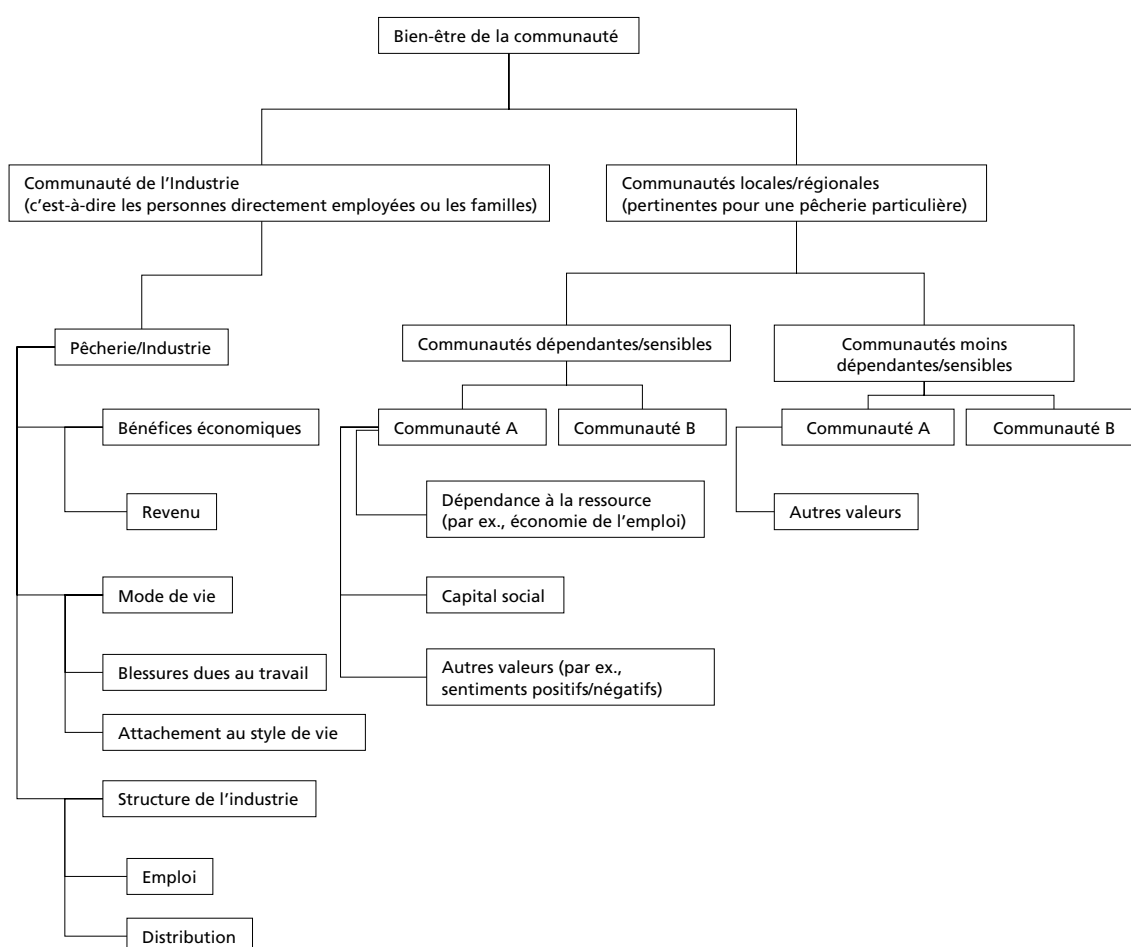 Bien-être de la communauté
Communauté de l’Industrie
(c’est-à-dire les personnes directement employées ou les familles)
Communautés locales/régionales
(pertinentes pour une pêcherie particulière)
Pêcherie/Industrie
Communautés dépendantes/sensibles
Communautés moins
dépendantes/sensibles
Bénéfices économiques
Communauté A
Communauté B
Communauté A
Communauté B
Revenu
Dépendance à la ressource
(par ex., économie de l’emploi)
Autres valeurs
Mode de vie
Capital social
Blessures dues au travail
Autres valeurs (par ex.,
sentiments positifs/négatifs)
Attachement au style de vie
Structure de l’industrie
Emploi
Distribution